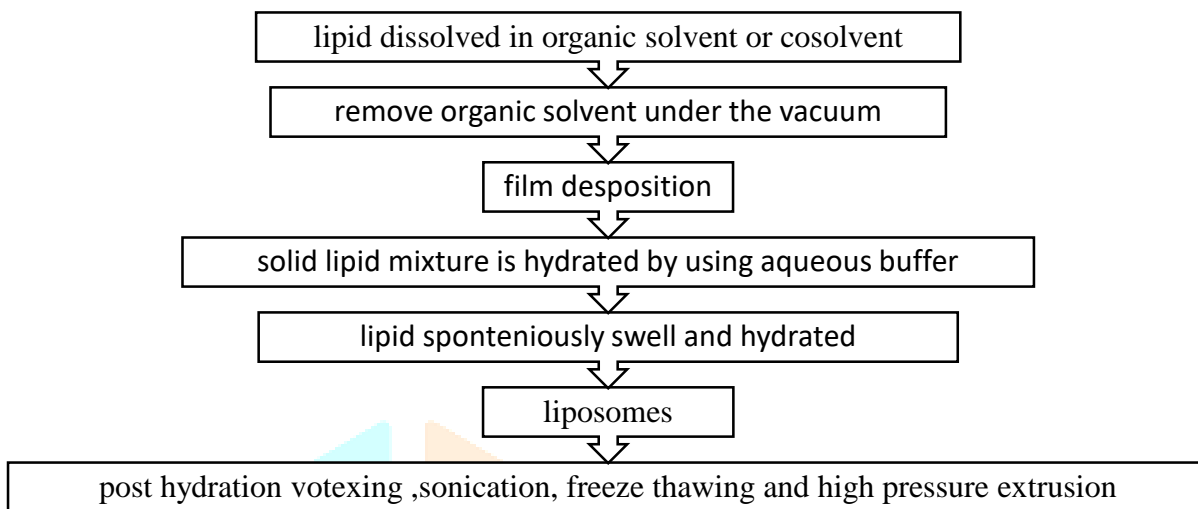 lipid dissolved in organic solvent or cosolvent
remove organic solvent under the vacuum
film desposition
solid lipid mixture is hydrated by using aqueous buffer
lipid sponteniously swell and hydrated
liposomes
post hydration votexing ,sonication, freeze thawing and high pressure extrusion